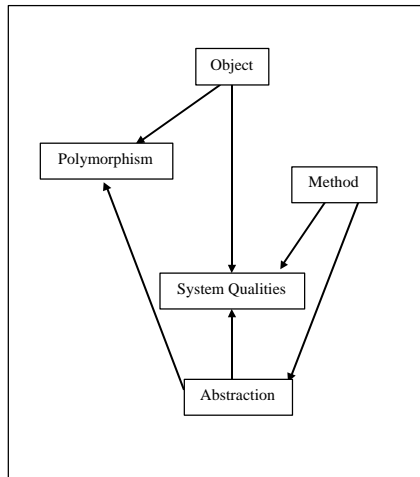 Object
Polymorphism
Method
System Qualities
Abstraction